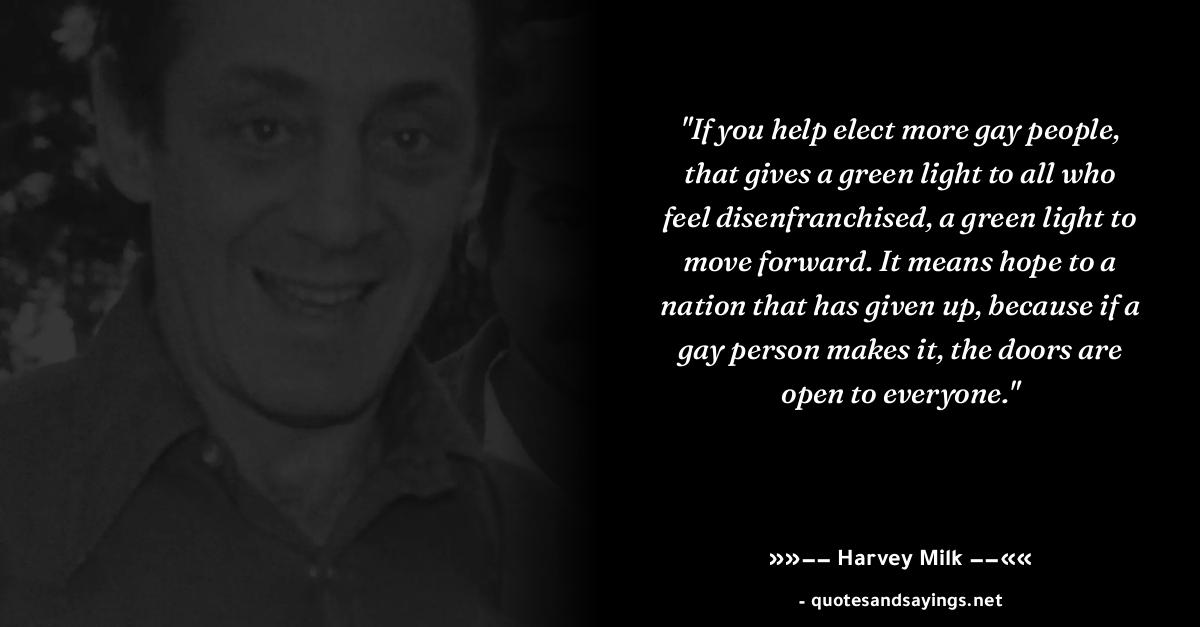 "If you help elect more gay people,
that gives a green light to all who
feel disenfranchised, a green light to
move forward. It means hope to a
nation that has given up, because if a
gay person makes it, the doors are
open to everyone."
»»–– Harvey Milk ––««
- quotesandsayings.net